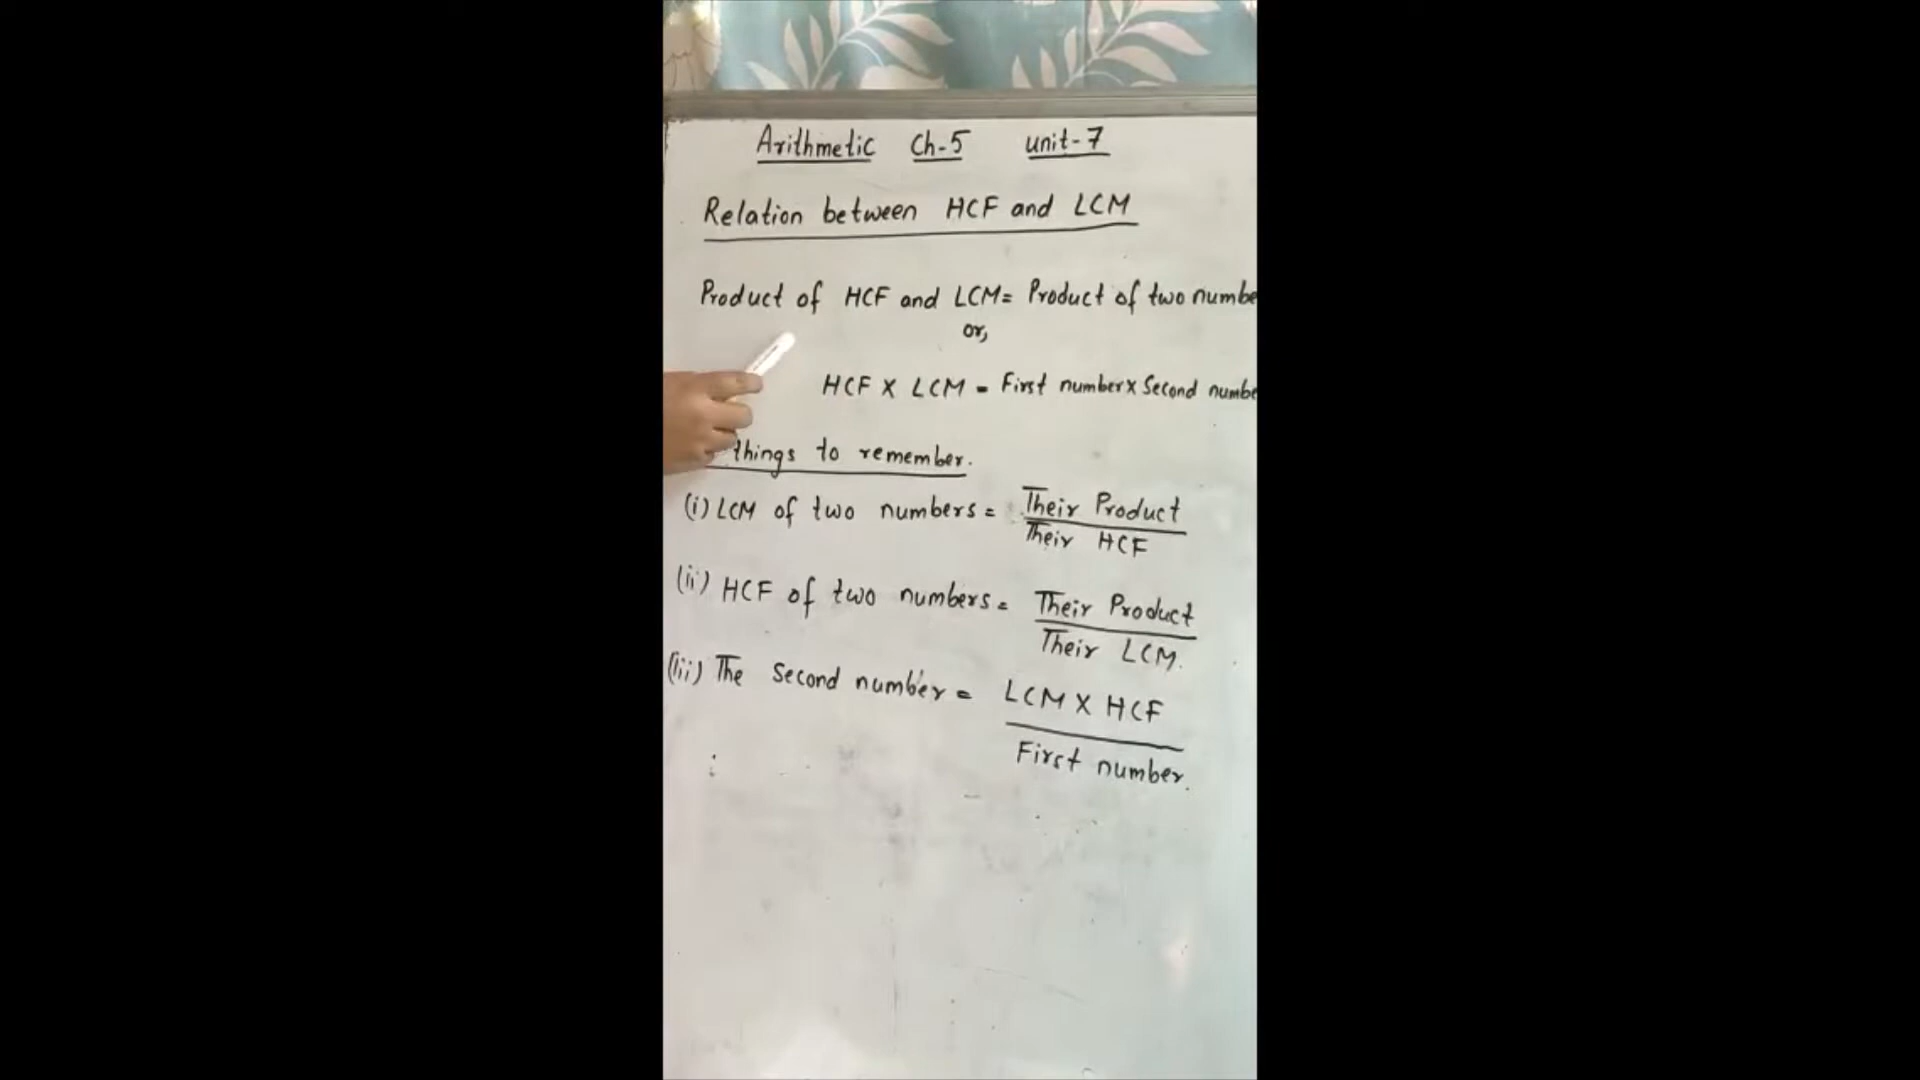 Arithmetic Ch-5 unit-7
Relation between HCF and LCM
Product of HCF and LCM= Product of two numbe
or,
HCF X LCM = First number x Second numbe
things to remember.
(i) LCM of two numbers = Their Product
Their HCF
(ii) HCF of two numbers = Their Product
Their LCM.
(iii) The Second number = LCM X HCF
First number.